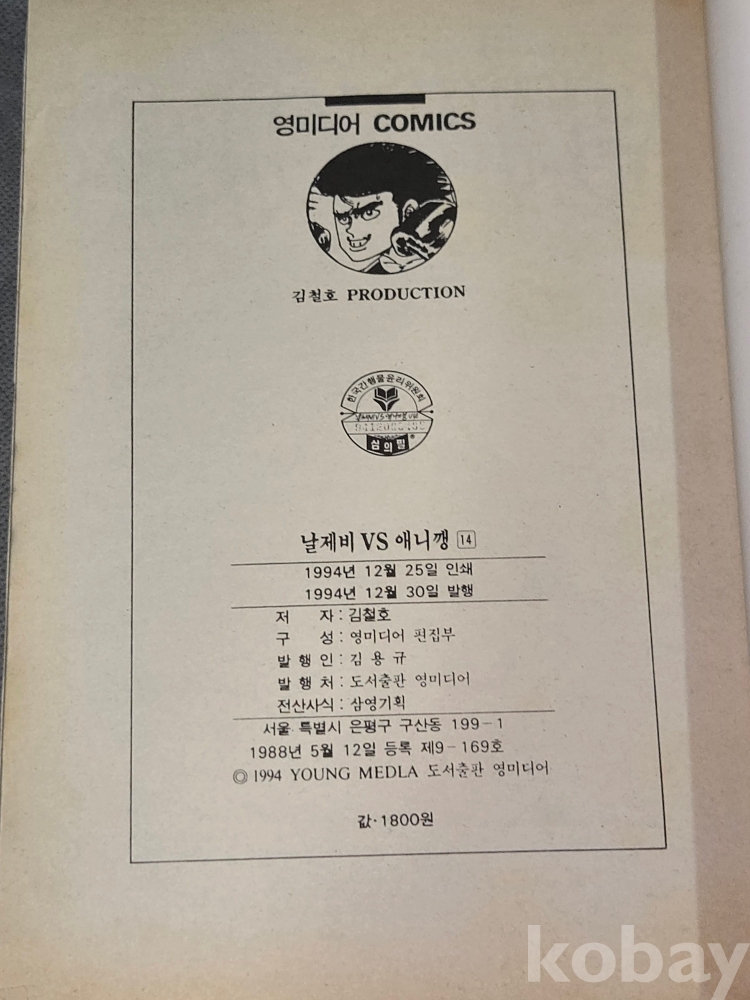 영미디어 COMICS
김철호 PRODUCTION
한국간행물윤리위원회
심의필
날제비 VS 애니깽 14
1994년 12월 25일 인쇄
1994년 12월 30일 발행
저 자 : 김철호
구 성 : 영미디어 편집부
발 행 인 : 김 용 규
발 행 처 : 도서출판 영미디어
전산사식 : 삼영기획
서울 특별시 은평구 구산동 199-1
1988년 5월 12일 등록 제9-169호
© 1994 YOUNG MEDLA 도서출판 영미디어
값·1800원
kobay